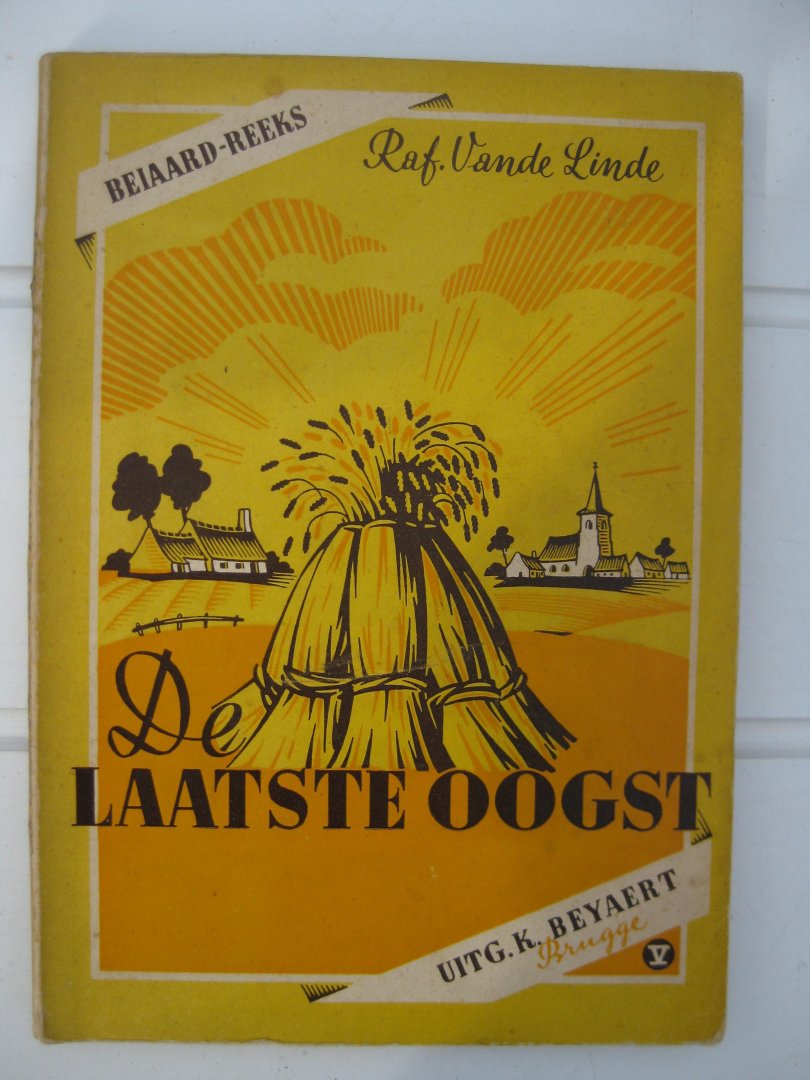 BEIAARD-REEKS
Raf. Vande Linde
De
LAATSTE OOGST
UITG. K. BEYAERT
Brugge
V